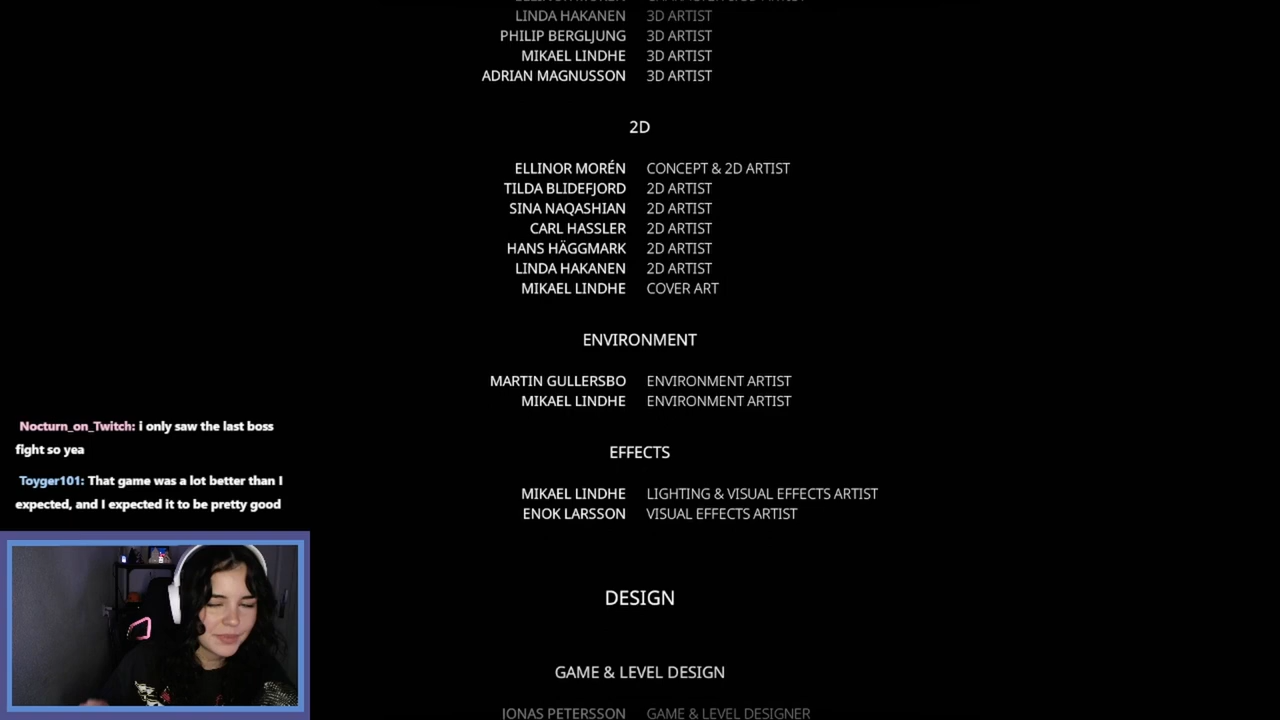 LINDA HAKANEN 3D ARTIST
PHILIP BERGLJUNG 3D ARTIST
MIKAEL LINDHE 3D ARTIST
ADRIAN MAGNUSSON 3D ARTIST
2D
ELLINOR MORÉN CONCEPT & 2D ARTIST
TILDA BLIDEFJORD 2D ARTIST
SINA NAQASHIAN 2D ARTIST
CARL HASSLER 2D ARTIST
HANS HÄGGMARK 2D ARTIST
LINDA HAKANEN 2D ARTIST
MIKAEL LINDHE COVER ART
ENVIRONMENT
MARTIN GULLERSBO ENVIRONMENT ARTIST
MIKAEL LINDHE ENVIRONMENT ARTIST
EFFECTS
MIKAEL LINDHE LIGHTING & VISUAL EFFECTS ARTIST
ENOK LARSSON VISUAL EFFECTS ARTIST
DESIGN
GAME & LEVEL DESIGN
JONAS PETERSSON GAME & LEVEL DESIGNER
Nocturn_on_Twitch: i only saw the last boss
fight so yea
Toyger101: That game was a lot better than I
expected, and I expected it to be pretty good